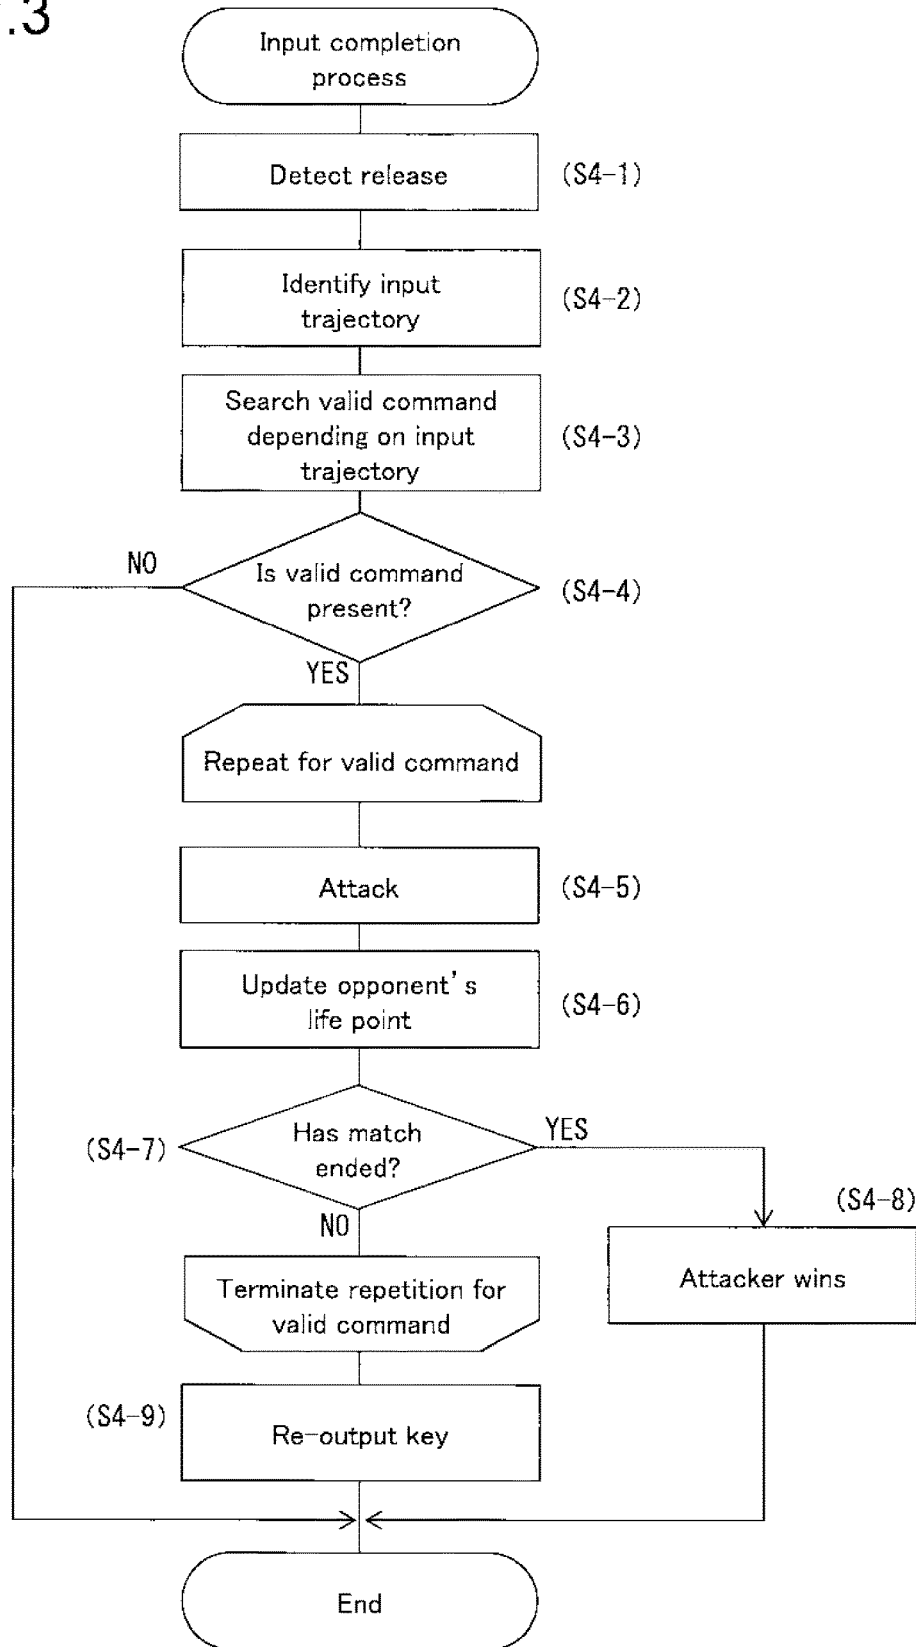 .3
Input completion
process
Detect release
(S4-1)
Identify input
trajectory
(S4-2)
Search valid command
depending on input
trajectory
(S4-3)
NO
Is valid command
present?
(S4-4)
YES
Repeat for valid command
Attack
(S4-5)
Update opponent's
life point
(S4-6)
(S4-7)
Has match
ended?
YES
NO
(S4-8)
Attacker wins
Terminate repetition for
valid command
(S4-9)
Re-output key
End